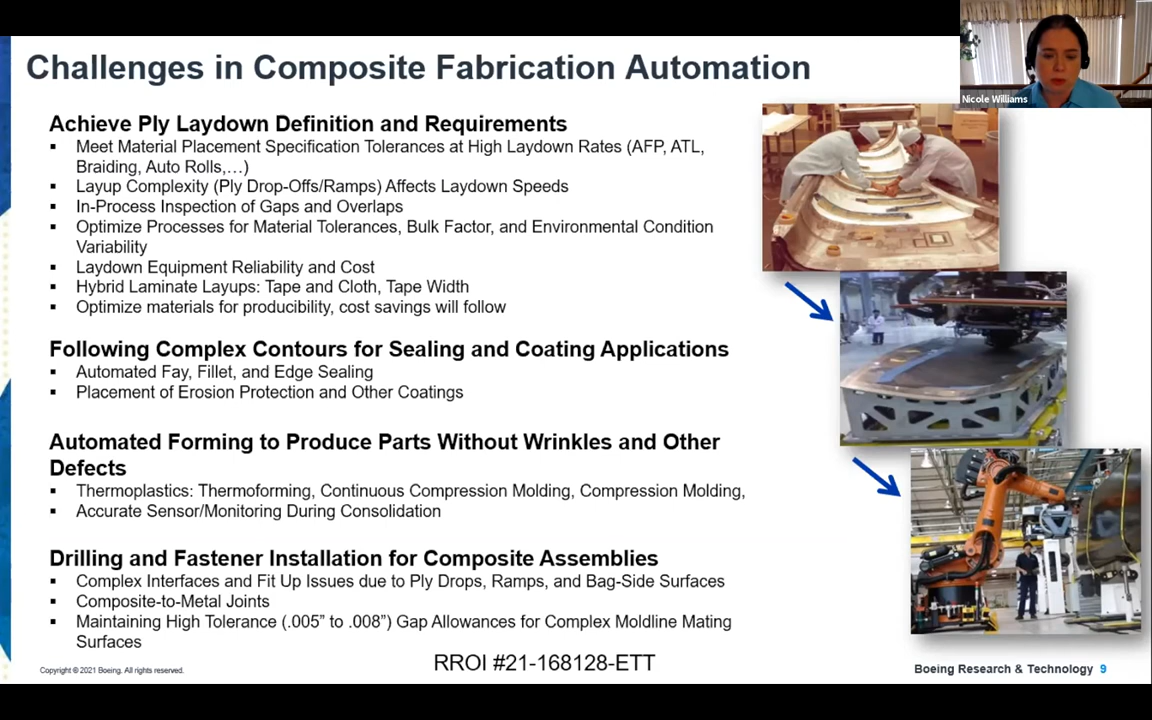 Challenges in Composite Fabrication Automation
Nicole Williams
Achieve Ply Laydown Definition and Requirements
▪ Meet Material Placement Specification Tolerances at High Laydown Rates (AFP, ATL,
Braiding, Auto Rolls,…)
▪ Layup Complexity (Ply Drop-Offs/Ramps) Affects Laydown Speeds
▪ In-Process Inspection of Gaps and Overlaps
▪ Optimize Processes for Material Tolerances, Bulk Factor, and Environmental Condition
Variability
▪ Laydown Equipment Reliability and Cost
▪ Hybrid Laminate Layups: Tape and Cloth, Tape Width
▪ Optimize materials for producibility, cost savings will follow
Following Complex Contours for Sealing and Coating Applications
▪ Automated Fay, Fillet, and Edge Sealing
▪ Placement of Erosion Protection and Other Coatings
Automated Forming to Produce Parts Without Wrinkles and Other
Defects
▪ Thermoplastics: Thermoforming, Continuous Compression Molding, Compression Molding,
▪ Accurate Sensor/Monitoring During Consolidation
Drilling and Fastener Installation for Composite Assemblies
▪ Complex Interfaces and Fit Up Issues due to Ply Drops, Ramps, and Bag-Side Surfaces
▪ Composite-to-Metal Joints
▪ Maintaining High Tolerance (.005” to .008”) Gap Allowances for Complex Moldline Mating
Surfaces
Copyright © 2021 Boeing. All rights reserved.
RROI #21-168128-ETT
Boeing Research & Technology 9